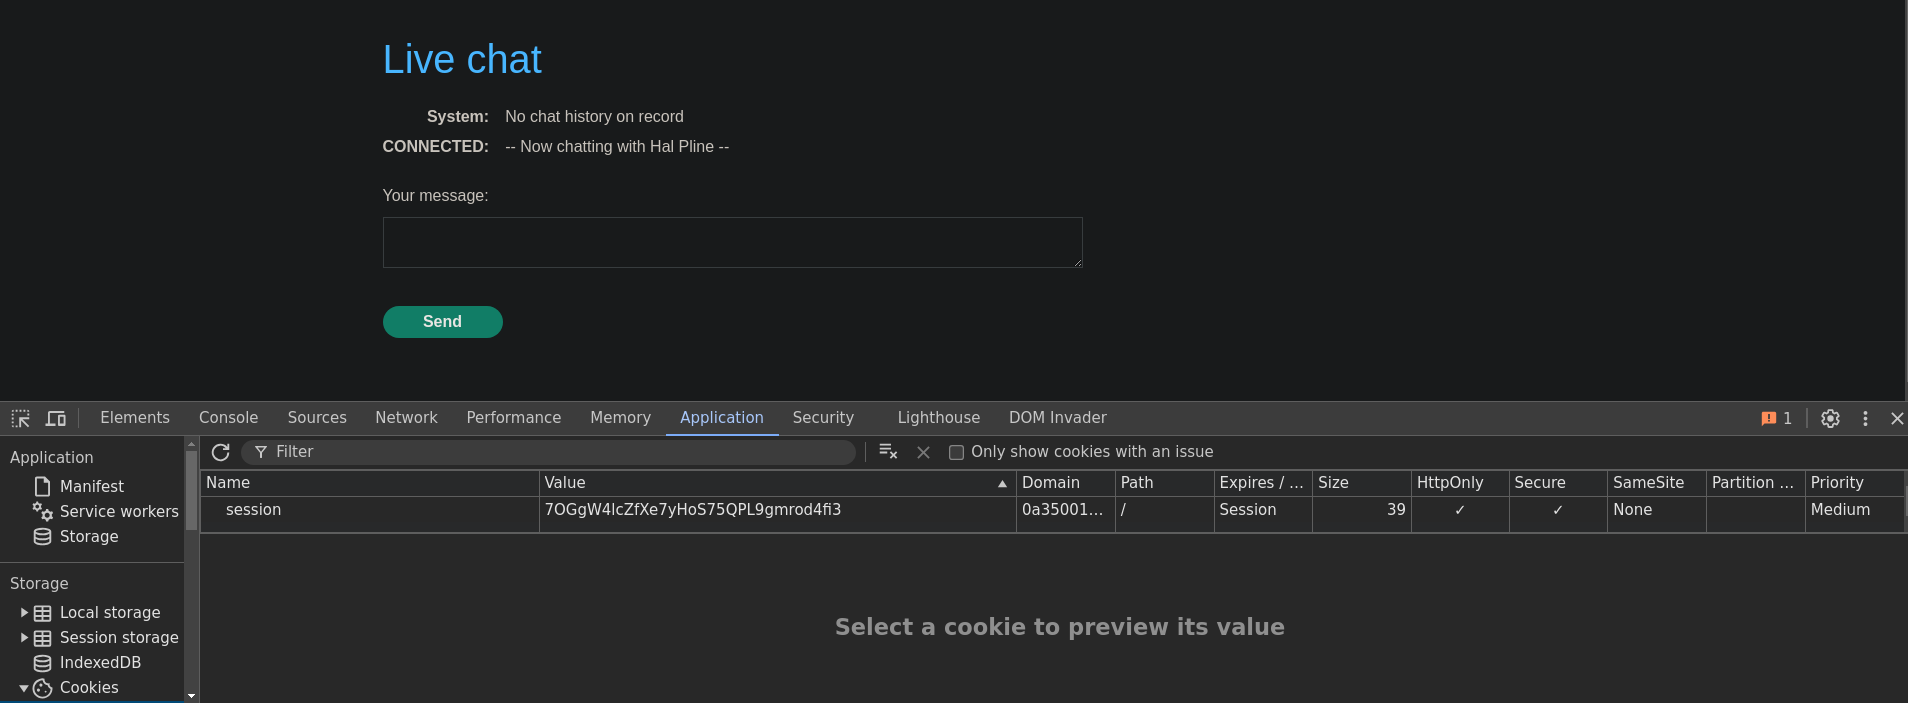 Live chat
System: No chat history on record
CONNECTED: -- Now chatting with Hal Pline --
Your message:
Send
Elements Console Sources Network Performance Memory Application Security Lighthouse DOM Invader 1
Application
Manifest
Service workers
Storage
Storage
Local storage
Session storage
IndexedDB
Cookies
Filter Only show cookies with an issue
Name Value Domain Path Expires / ... Size HttpOnly Secure SameSite Partition ... Priority
session 7OGgW4lcZfXe7yHoS75QPL9gmrod4fi3 0a35001... / Session 39 ✓ ✓ None Medium
Select a cookie to preview its value